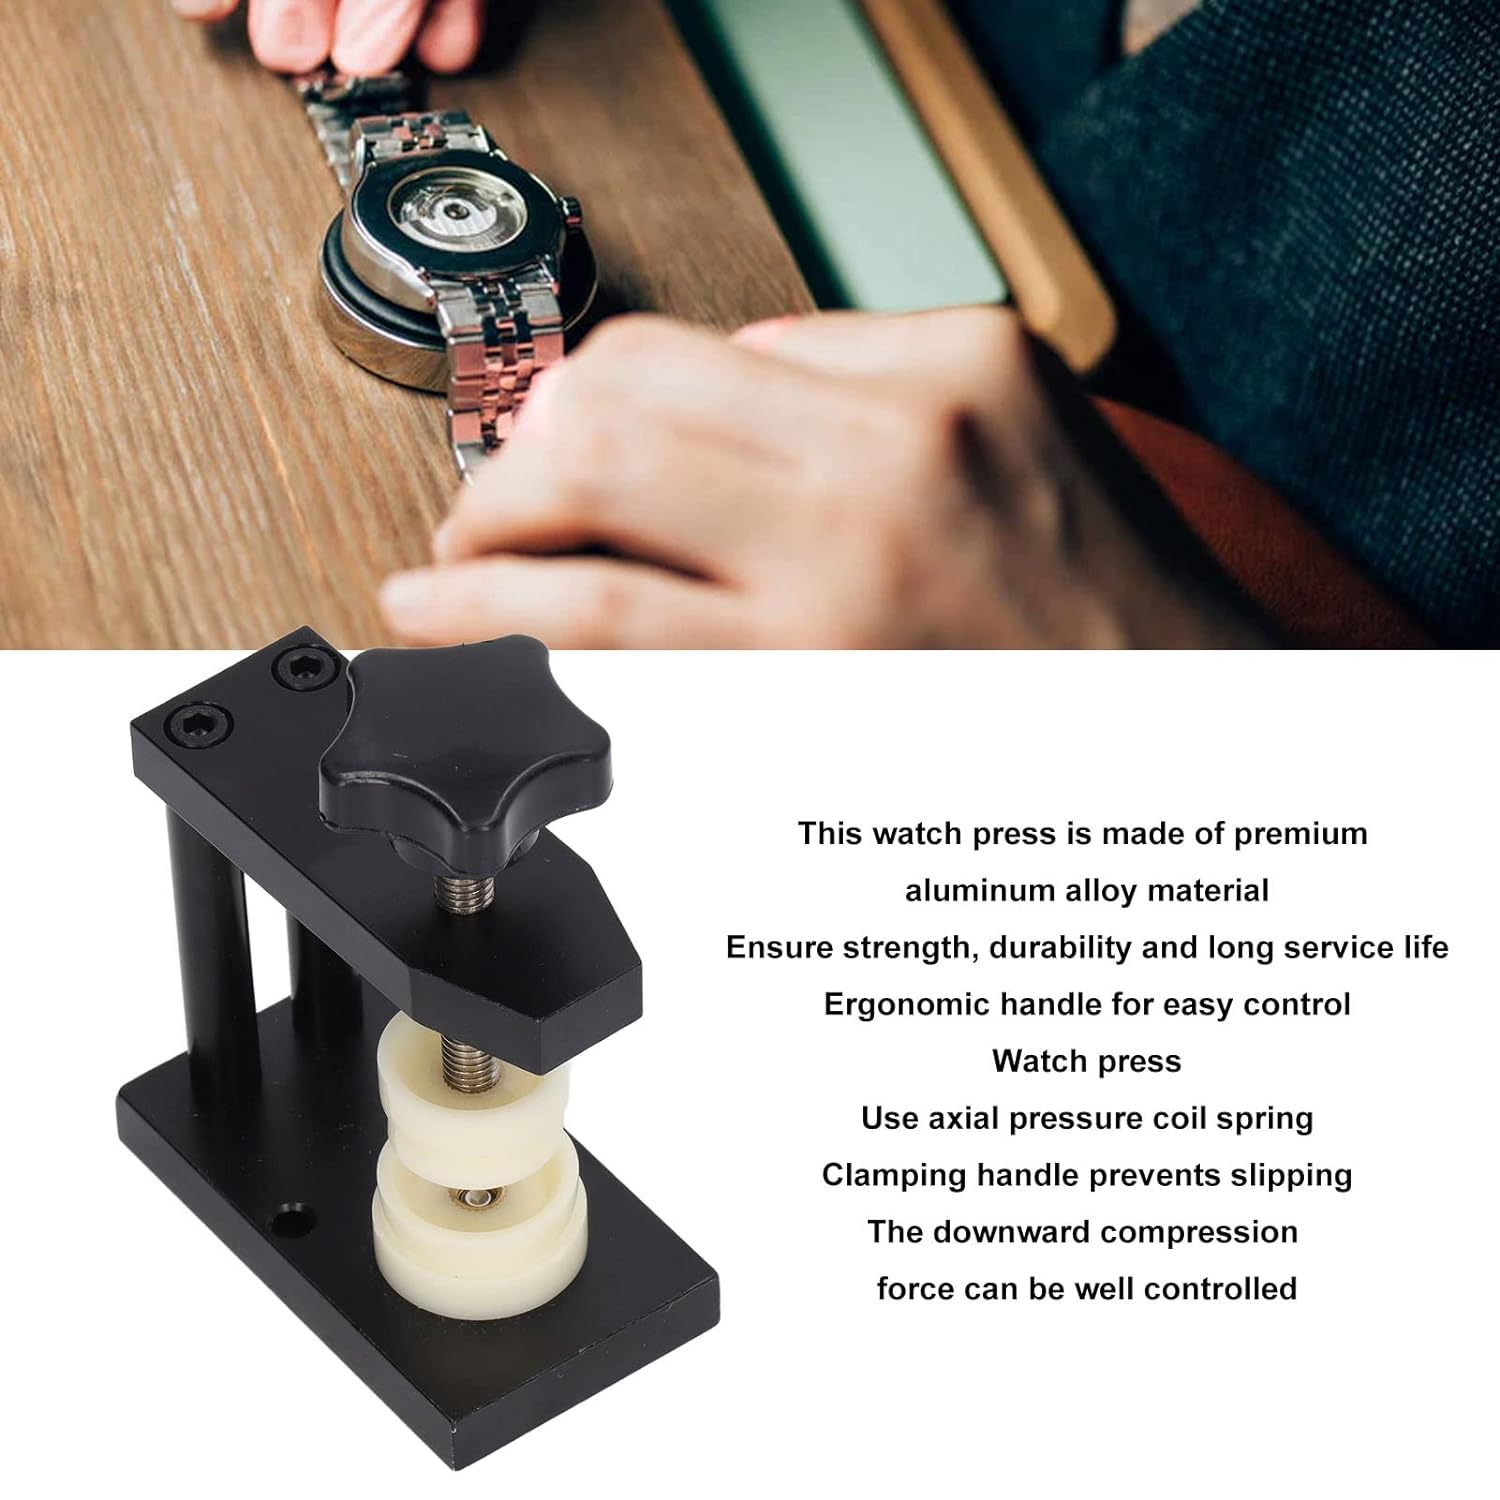 This watch press is made of premium
aluminum alloy material
Ensure strength, durability and long service life
Ergonomic handle for easy control
Watch press
Use axial pressure coil spring
Clamping handle prevents slipping
The downward compression
force can be well controlled